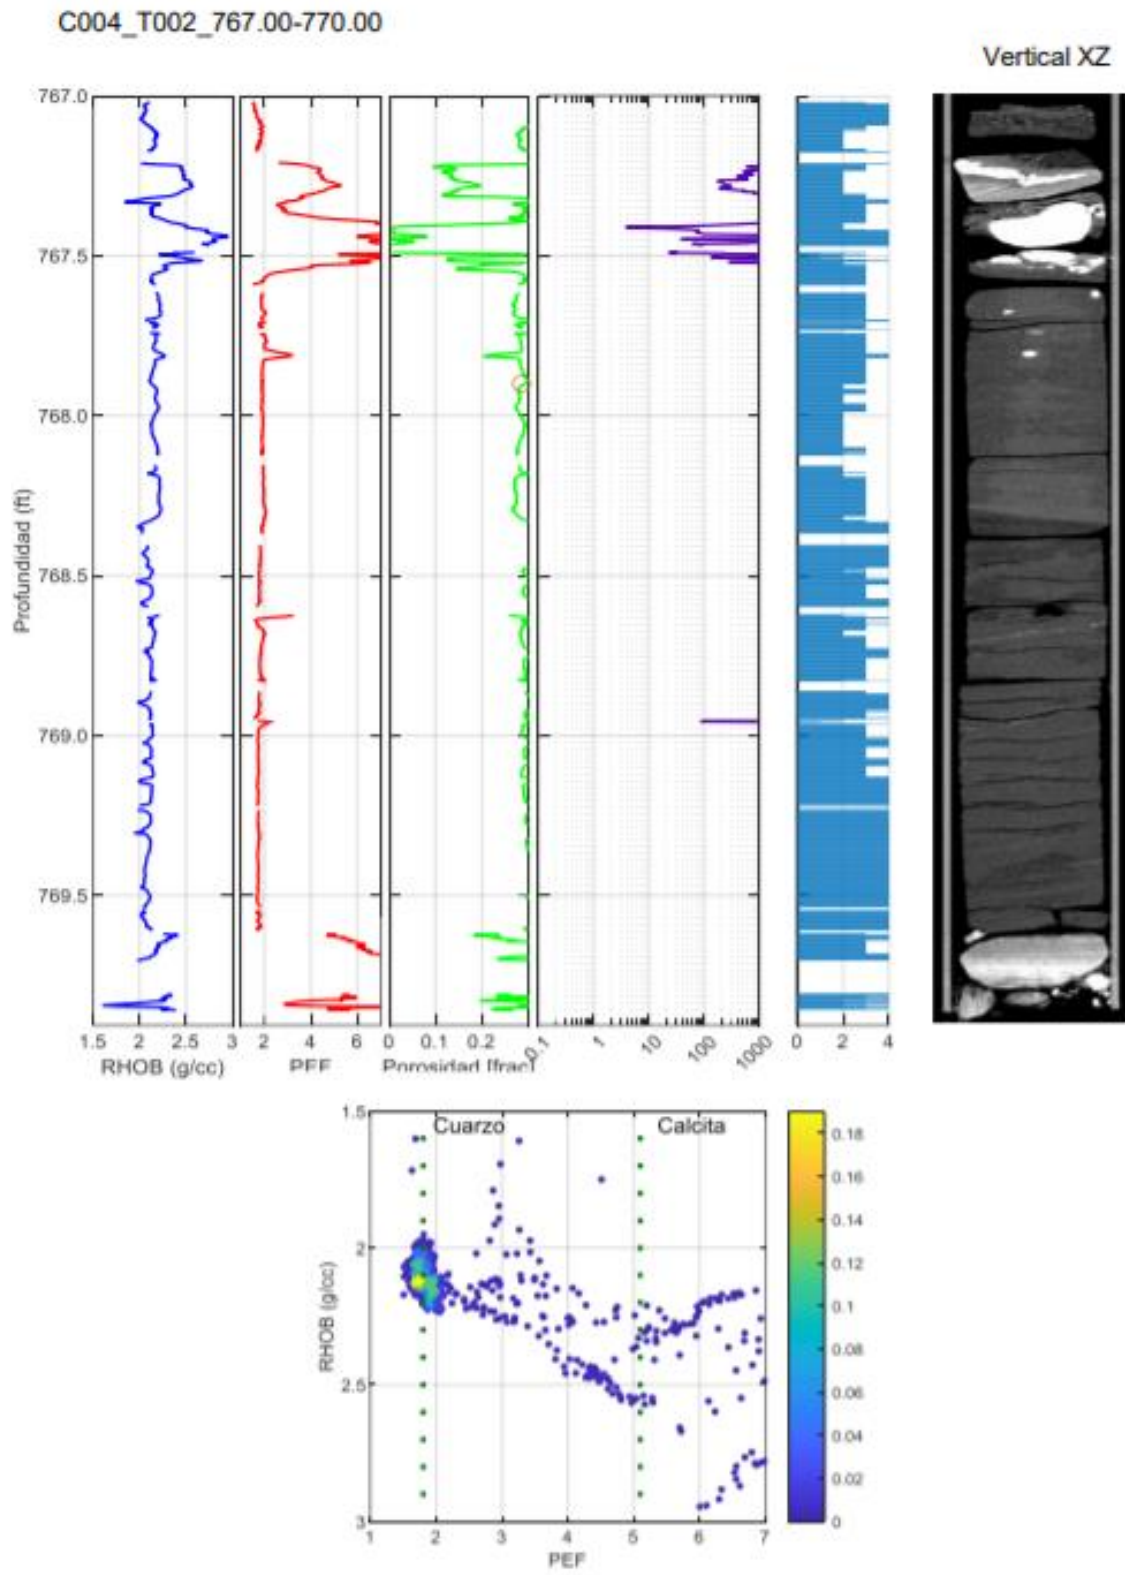 C004_T002_767.00-770.00
Vertical XZ
767.0
767.5
768.0
768.5
769.0
769.5
Profundidad (ft)
1.5 2 2.5 3 2 4 6 0 0.1 0.2 0.1 1 10 100 1000 0 2 4
RHOB (g/cc) PEF Porosidad [frac]
Cuarzo Calcita
1.5
2
2.5
3
RHOB (g/cc)
1 2 3 4 5 6 7
PEF
0.18
0.16
0.14
0.12
0.1
0.08
0.06
0.04
0.02
0